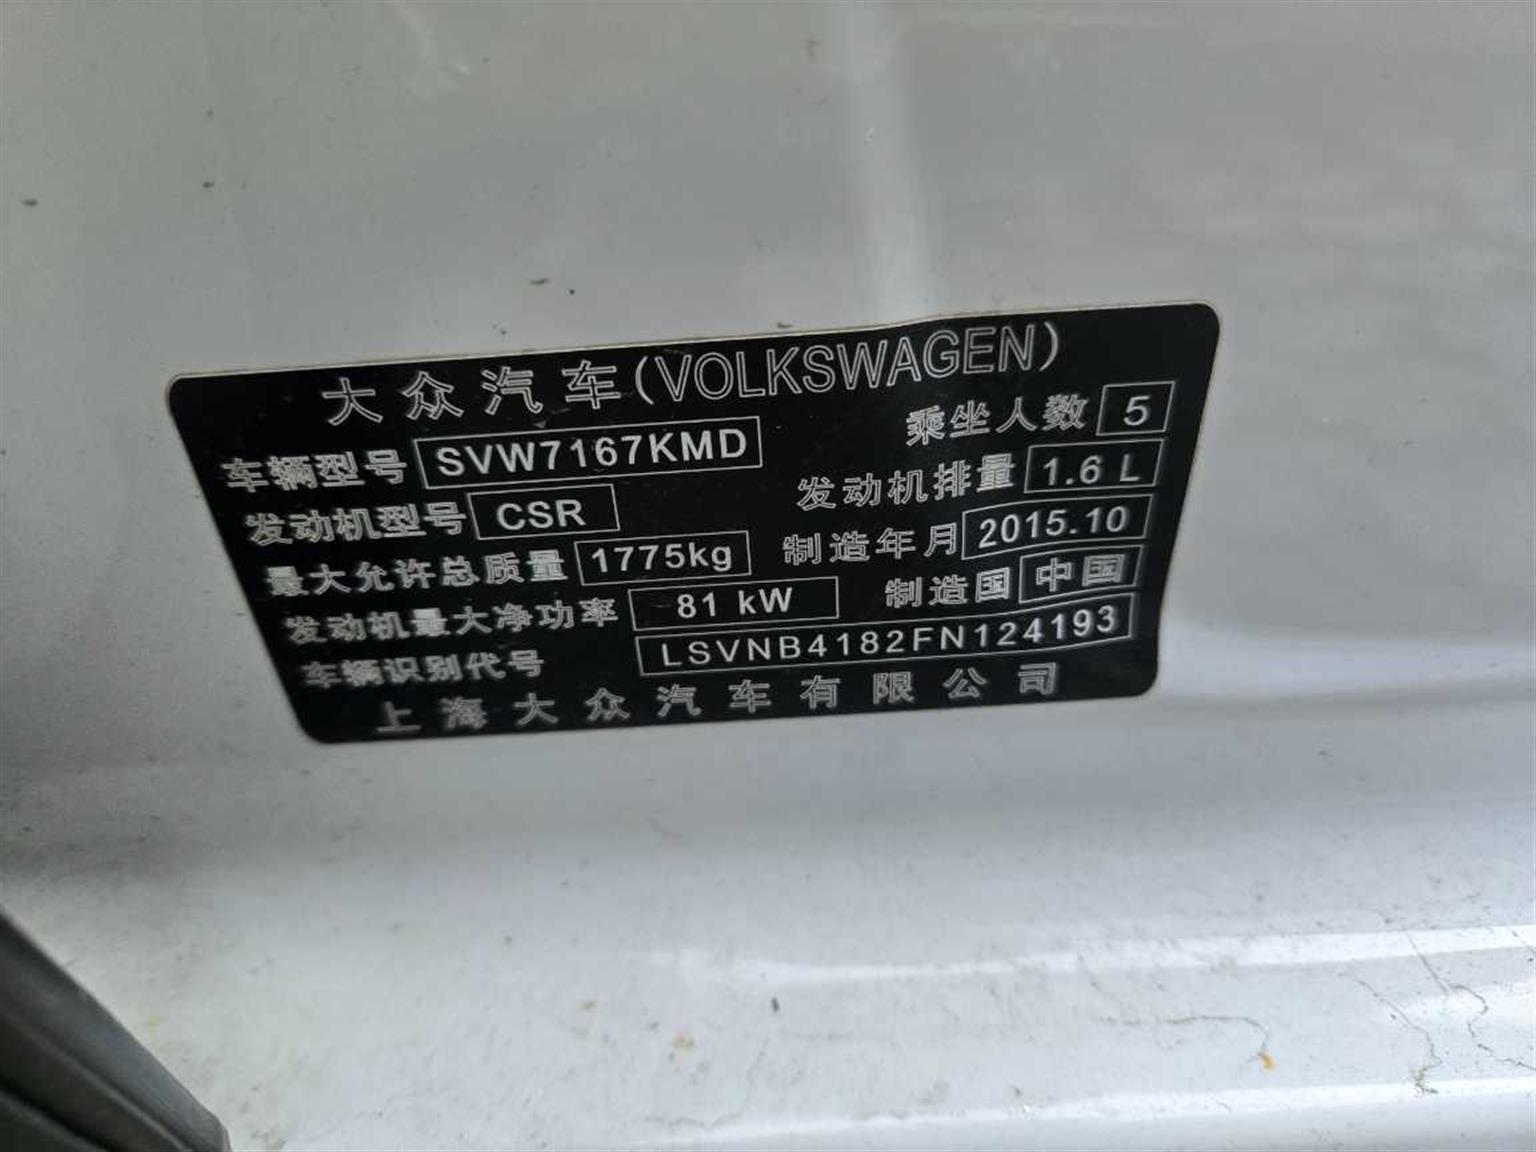 大众汽车(VOLKSWAGEN)
车辆型号 SVW7167KMD 乘坐人数 5
发动机型号 CSR 发动机排量 1.6 L
最大允许总质量 1775kg 制造年月 2015.10
发动机最大净功率 81 kW 制造国 中国
车辆识别代号 LSVNB4182FN124193
上海大众汽车有限公司